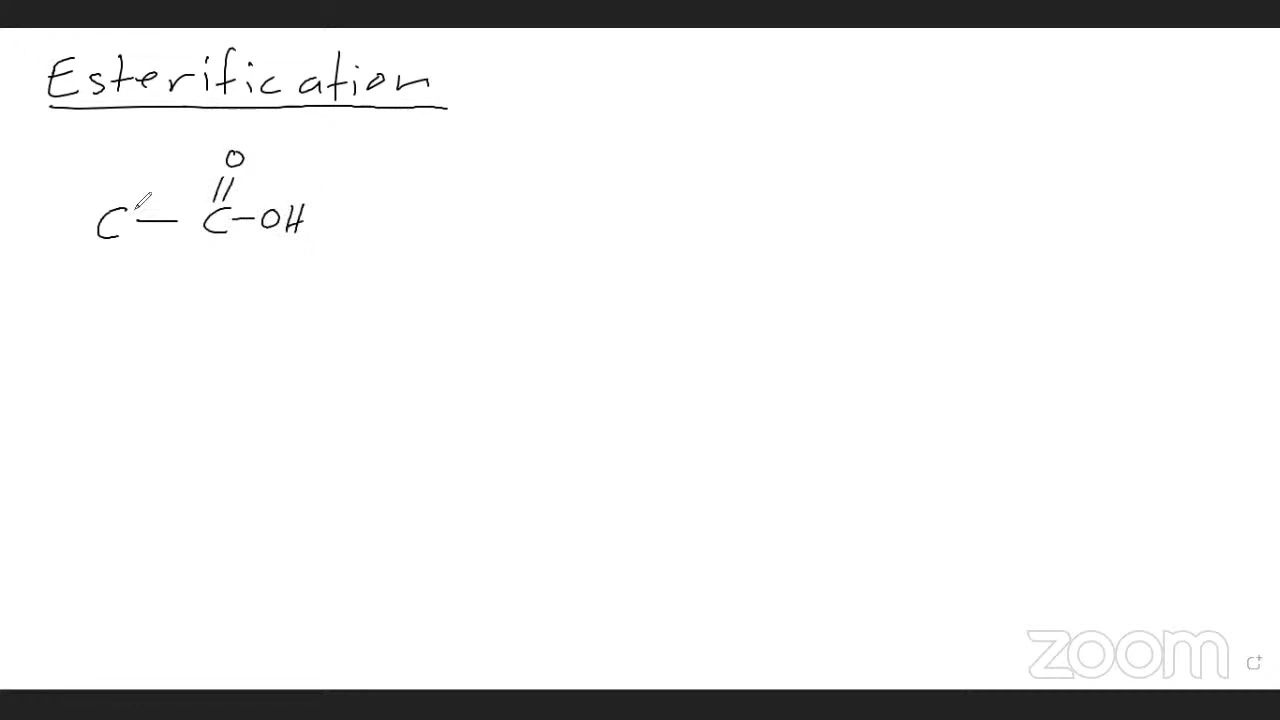 Esterification
O
||
C — C-OH
zoom